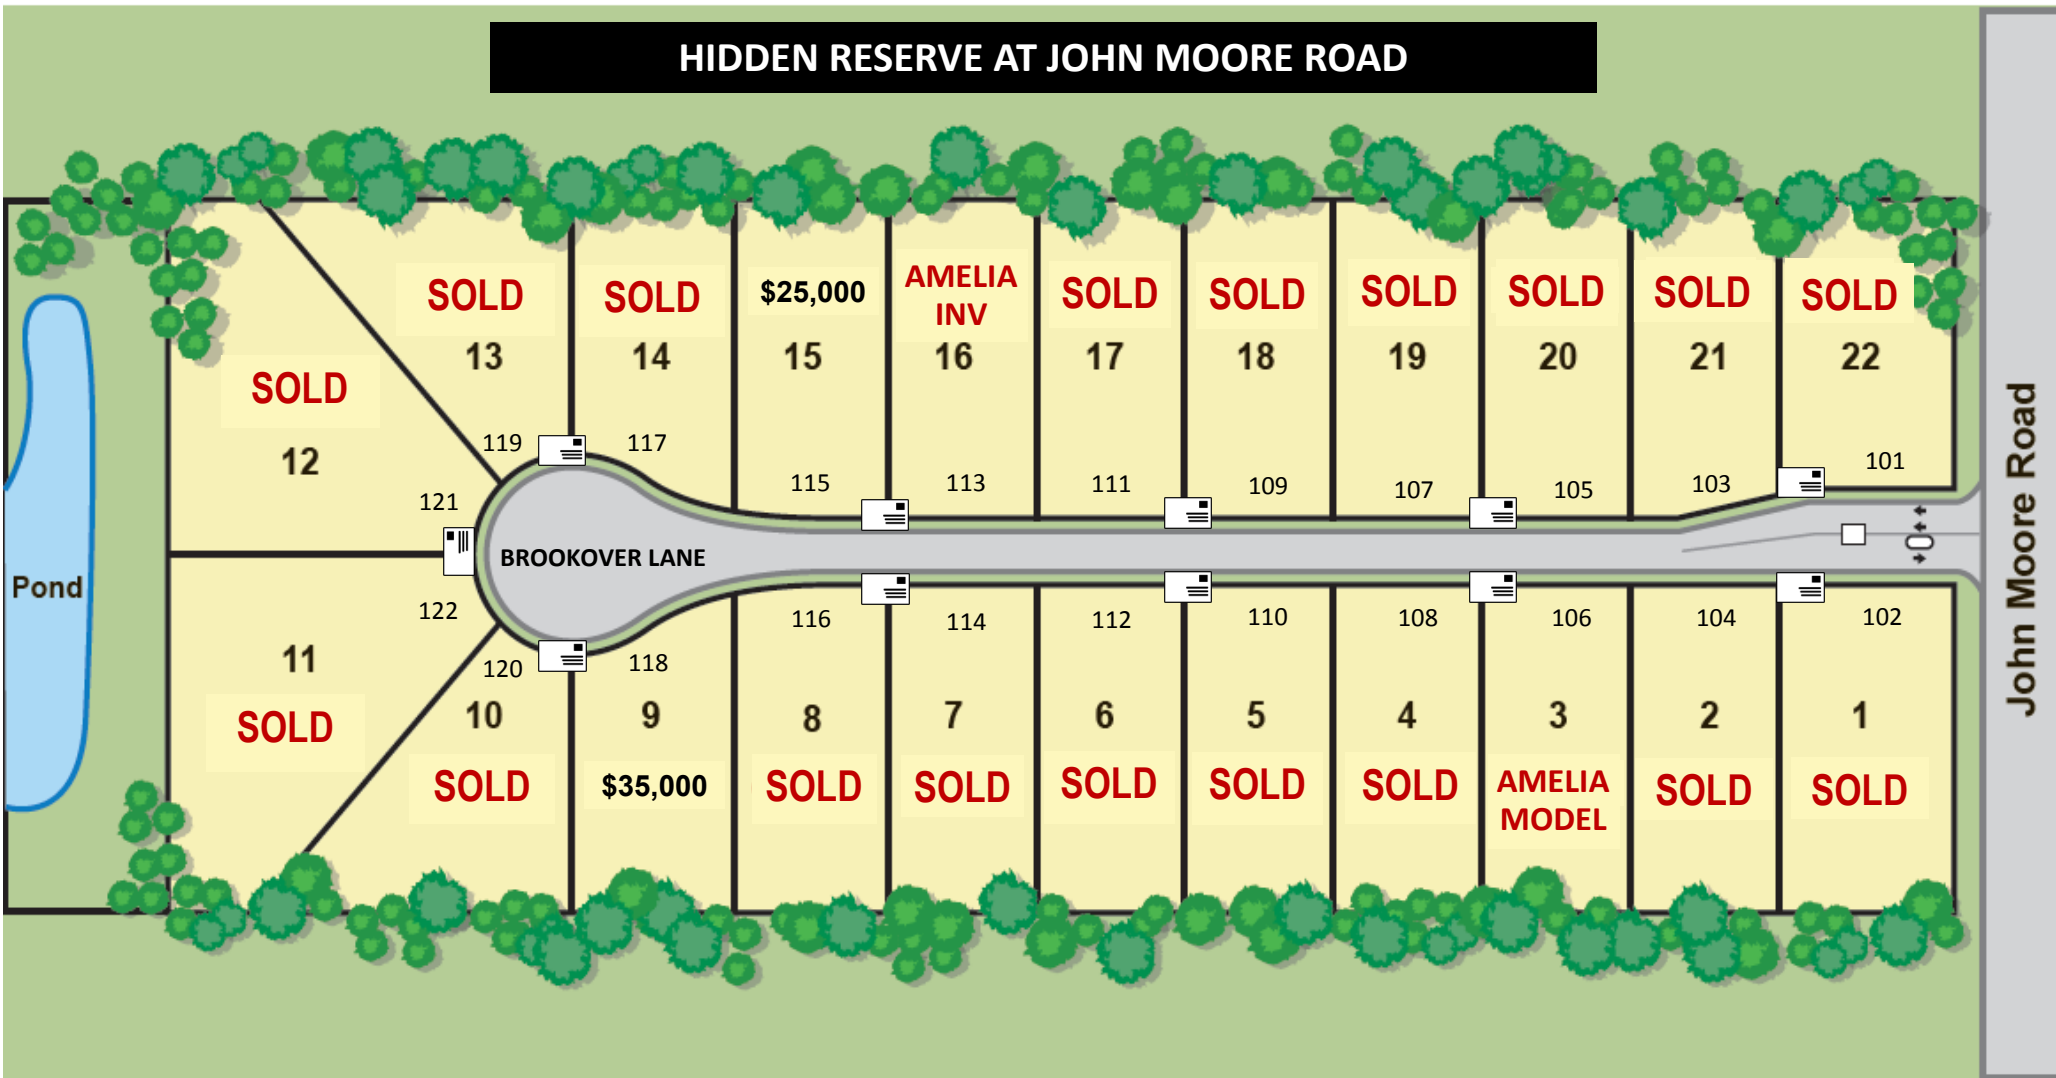 HIDDEN RESERVE AT JOHN MOORE ROAD
SOLD
13
SOLD
14
$25,000
15
AMELIA
INV
16
SOLD
17
SOLD
18
SOLD
19
SOLD
20
SOLD
21
SOLD
22
SOLD
12
119
117
121
115
113
111
109
107
105
103
101
BROOKOVER LANE
John Moore Road
Pond
122
120
118
116
114
112
110
108
106
104
102
11
SOLD
10
SOLD
9
$35,000
8
SOLD
7
SOLD
6
SOLD
5
SOLD
4
SOLD
3
AMELIA
MODEL
2
SOLD
1
SOLD